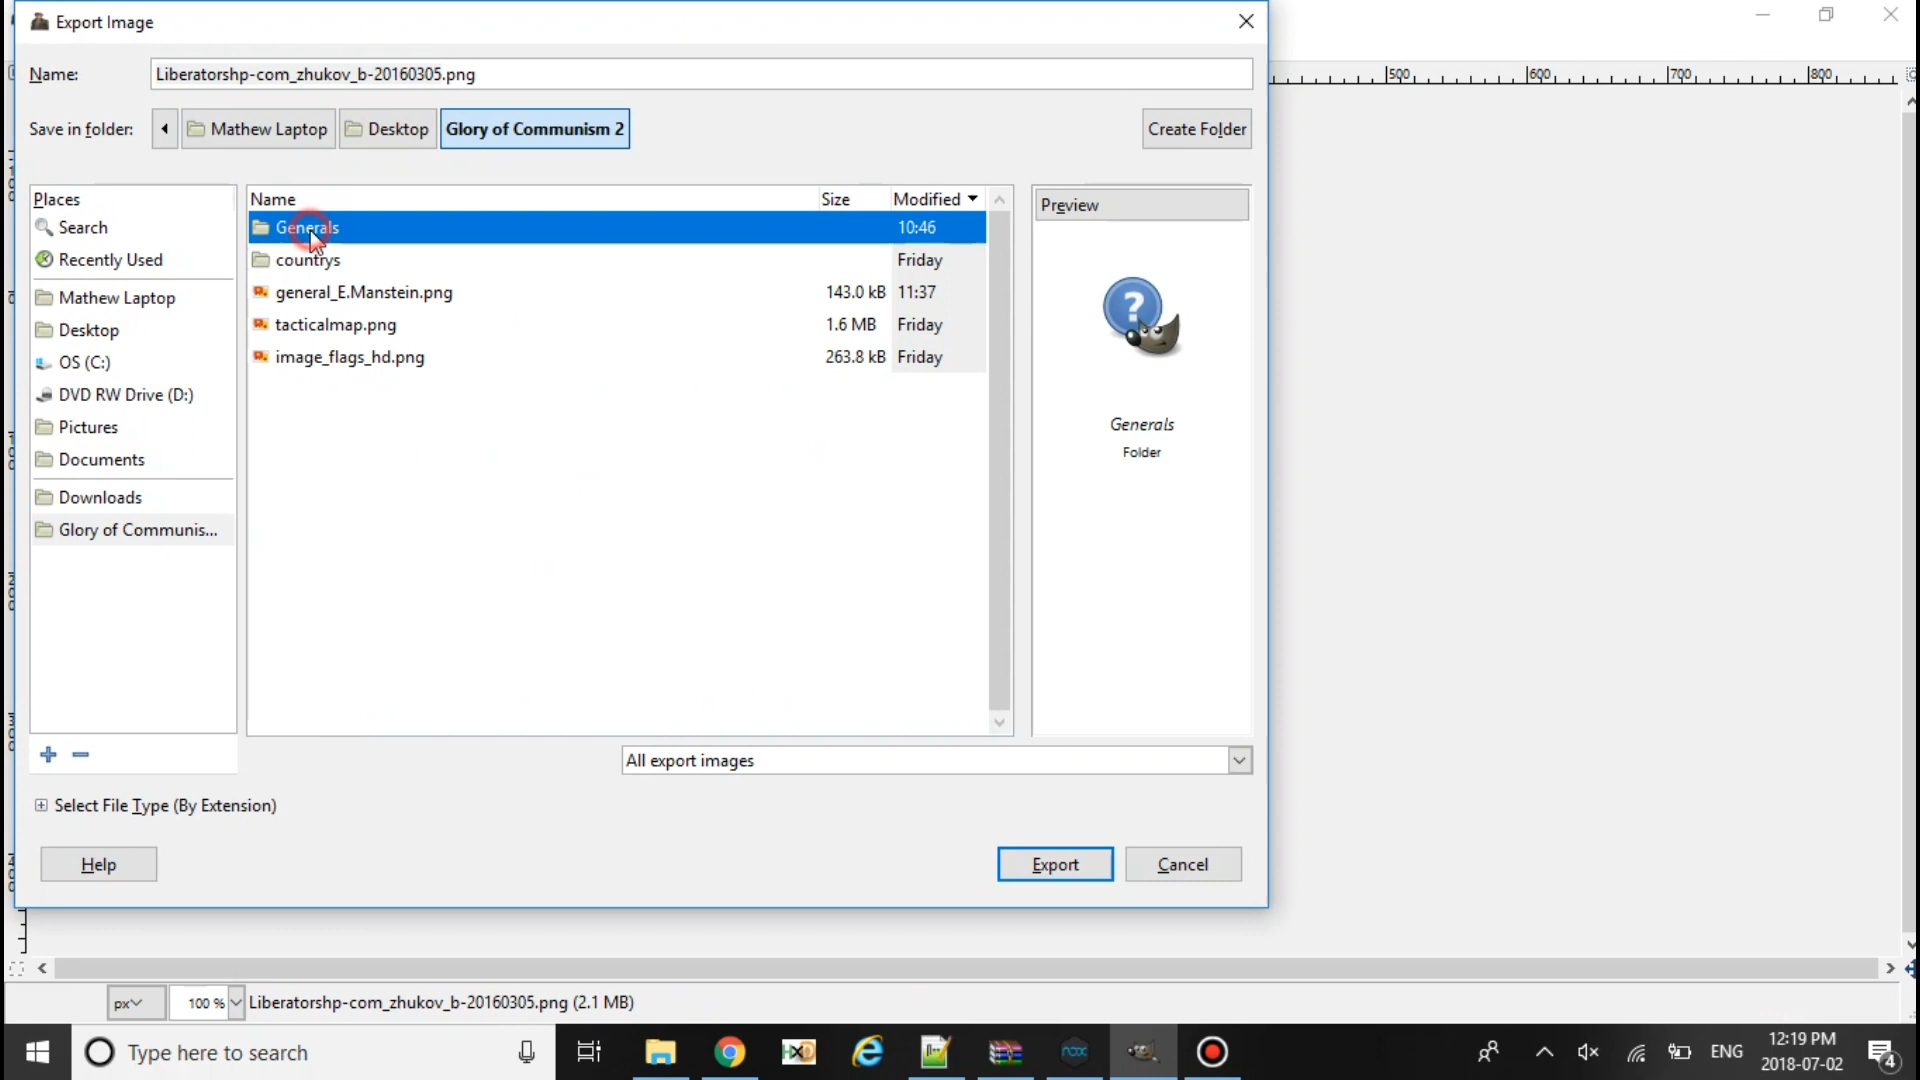 Export Image
Name: Liberatorshp-com_zhukov_b-20160305.png
500 600 700 800
Save in folder: Mathew Laptop Desktop Glory of Communism 2 Create Folder
Places Name Size Modified Preview
Search Generals 10:46
Recently Used countrys Friday
Mathew Laptop general_E.Manstein.png 143.0 kB 11:37
Desktop tacticalmap.png 1.6 MB Friday
OS (C:) image_flags_hd.png 263.8 kB Friday
DVD RW Drive (D:)
Pictures
Generals
Documents
Folder
Downloads
Glory of Communis...
All export images
Select File Type (By Extension)
Help Export Cancel
px 100 % Liberatorshp-com_zhukov_b-20160305.png (2.1 MB)
Type here to search nox ENG 12:19 PM
2018-07-02 4